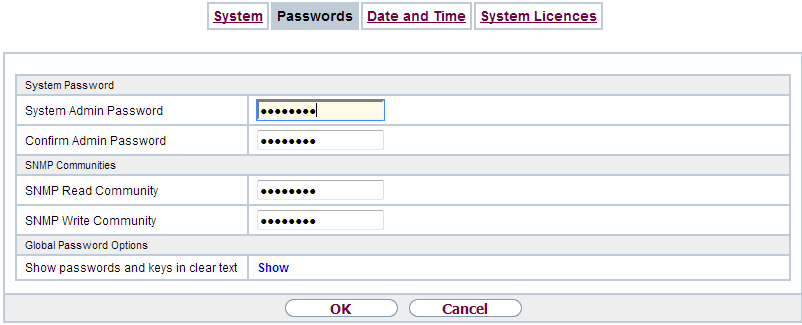 System Passwords Date and Time System Licences
System Password
System Admin Password ●●●●●●●●
Confirm Admin Password ●●●●●●●●
SNMP Communities
SNMP Read Community ●●●●●●●●
SNMP Write Community ●●●●●●●●
Global Password Options
Show passwords and keys in clear text Show
OK Cancel